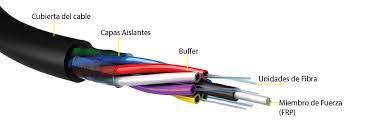 Cubierta del cable
Capas Aislantes
Buffer
Unidades de Fibra
Miembro de Fuerza
(FRP)